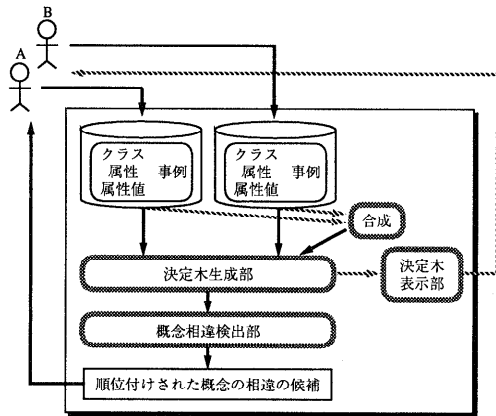 B
A
クラス
属性 事例
属性値
クラス
属性 事例
属性値
合成
決定木生成部
決定木
表示部
概念相違検出部
順位付けされた概念の相違の候補